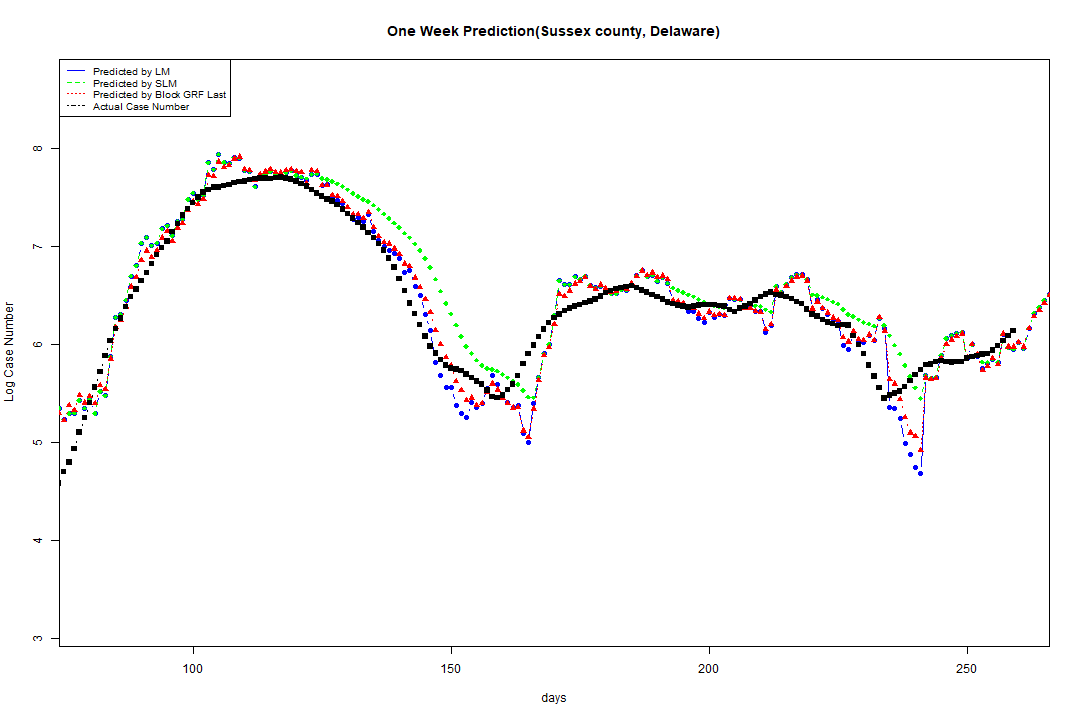 One Week Prediction(Sussex county, Delaware)
Predicted by LM
Predicted by SLM
Predicted by Block GRF Last
Actual Case Number
Log Case Number
8
7
6
5
4
3
100 150 200 250
days